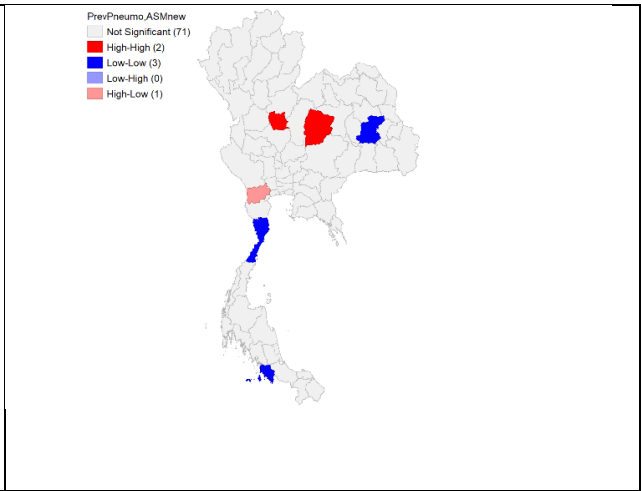 PrevPneumo,ASMnew
Not Significant (71)
High-High (2)
Low-Low (3)
Low-High (0)
High-Low (1)